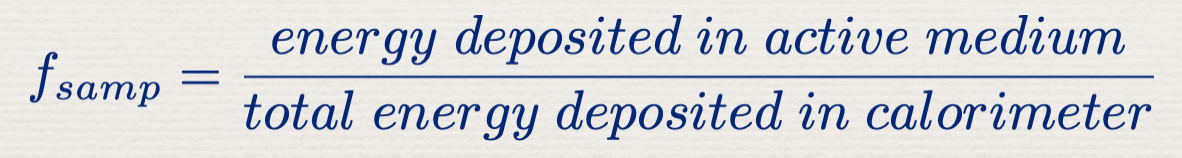 f_samp = energy deposited in active medium / total energy deposited in calorimeter